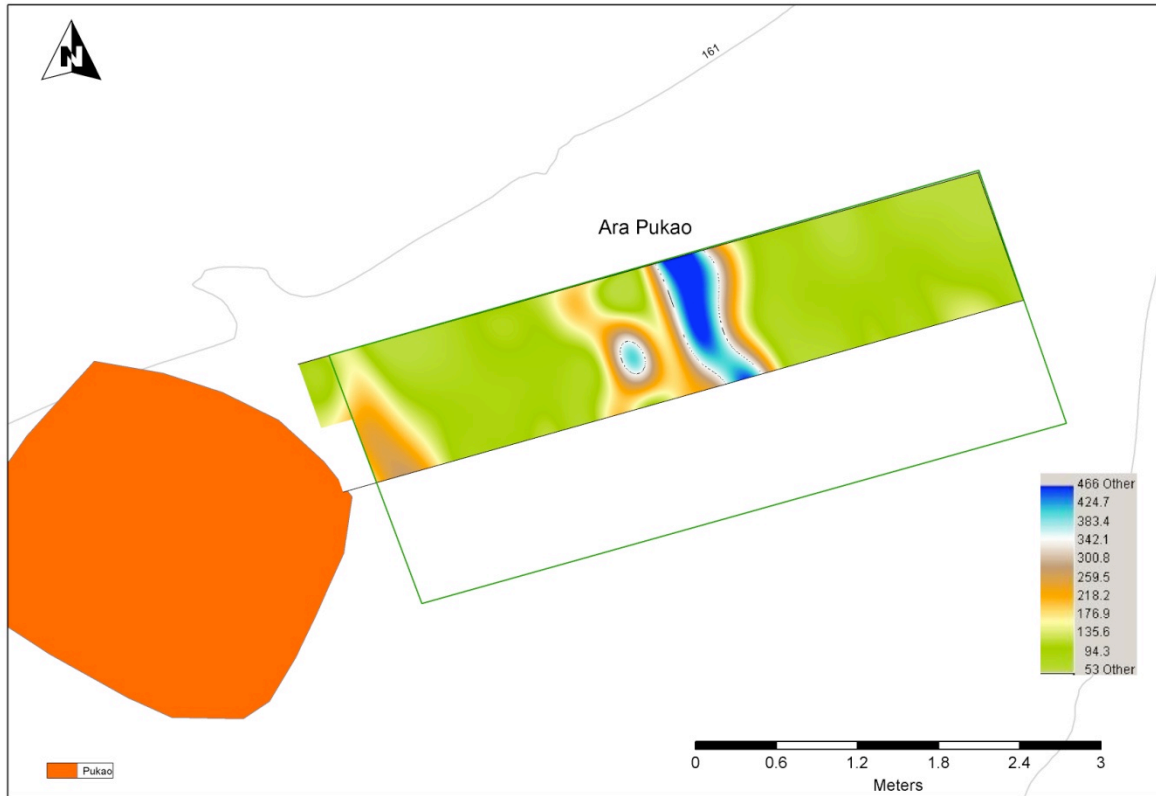 N
161
Ara Pukao
466 Other
424.7
383.4
342.1
300.8
259.5
218.2
176.9
135.6
94.3
53 Other
0 0.6 1.2 1.8 2.4 3
Meters
Pukao